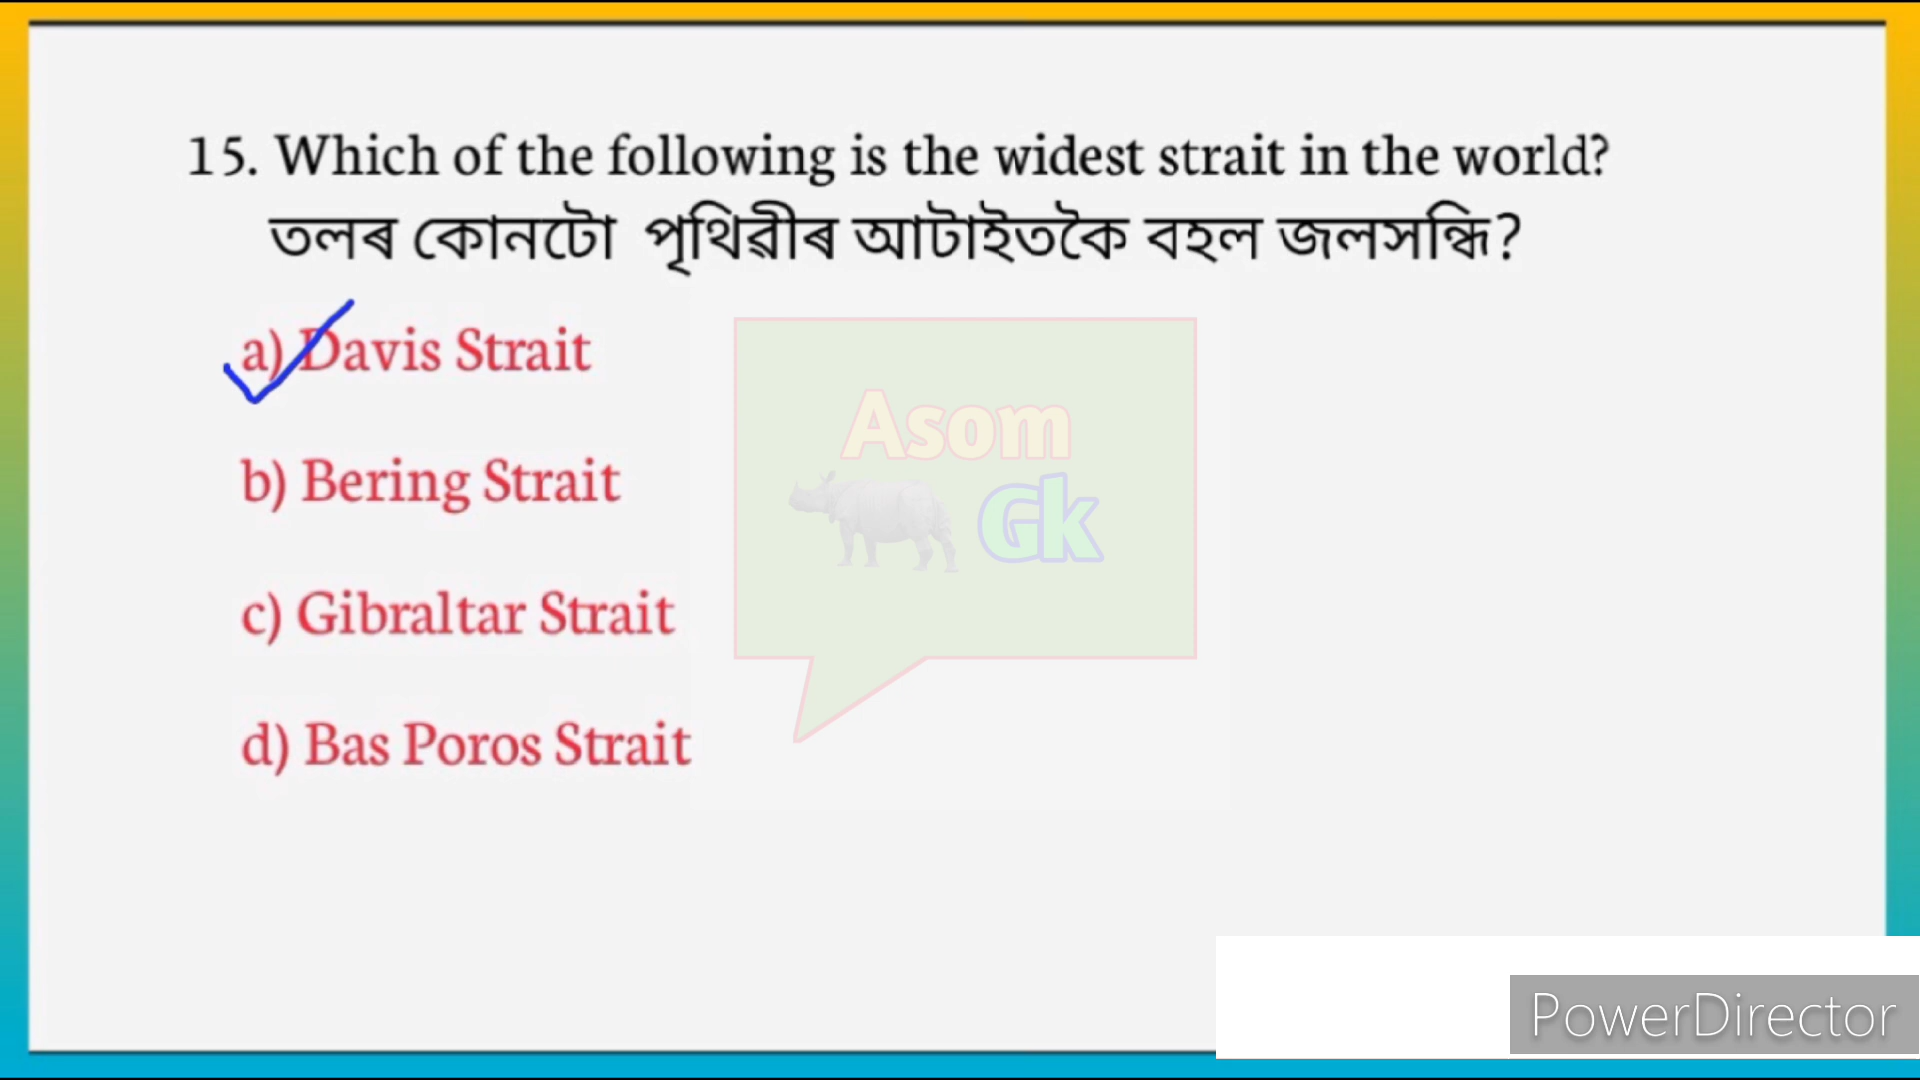 15. Which of the following is the widest strait in the world?
তলৰ কোনটো পৃথিৱীৰ আটাইতকৈ বহল জলসন্ধি?
a) Davis Strait
b) Bering Strait
c) Gibraltar Strait
d) Bas Poros Strait
Asom
Gk
PowerDirector